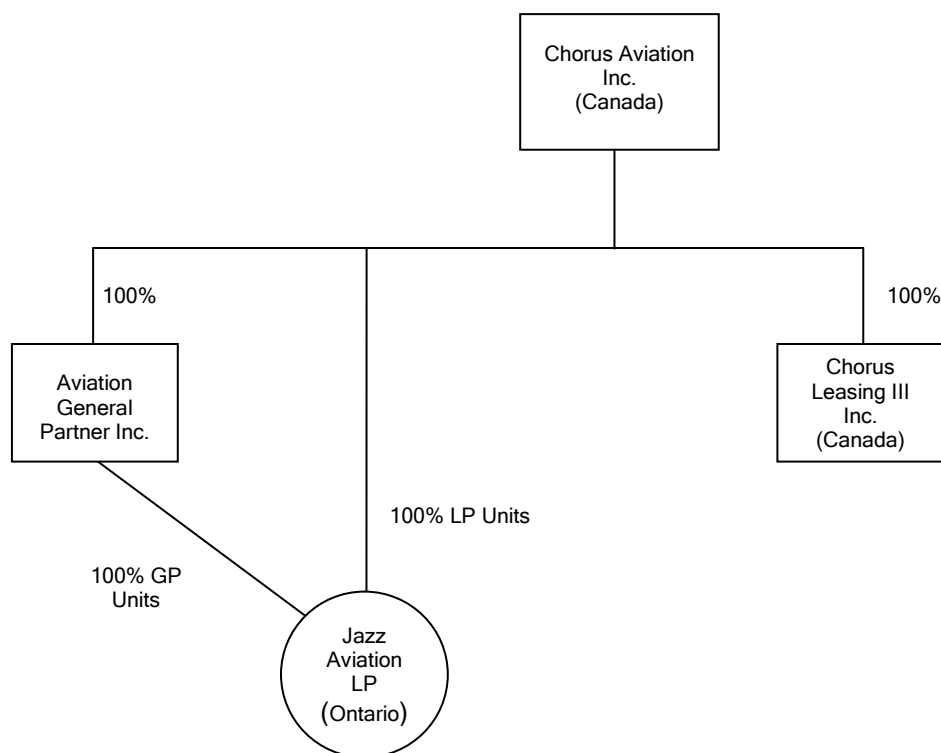 Chorus Aviation
Inc.
(Canada)
100%
100%
Aviation
General
Partner Inc.
Chorus
Leasing III
Inc.
(Canada)
100% LP Units
100% GP
Units
Jazz
Aviation
LP
(Ontario)